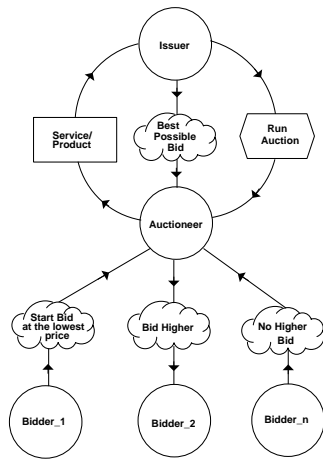 Issuer
Service/
Product
Best
Possible
Bid
Run
Auction
Auctioneer
Start Bid
at the lowest
price
Bid Higher
No Higher
Bid
Bidder_1
Bidder_2
Bidder_n